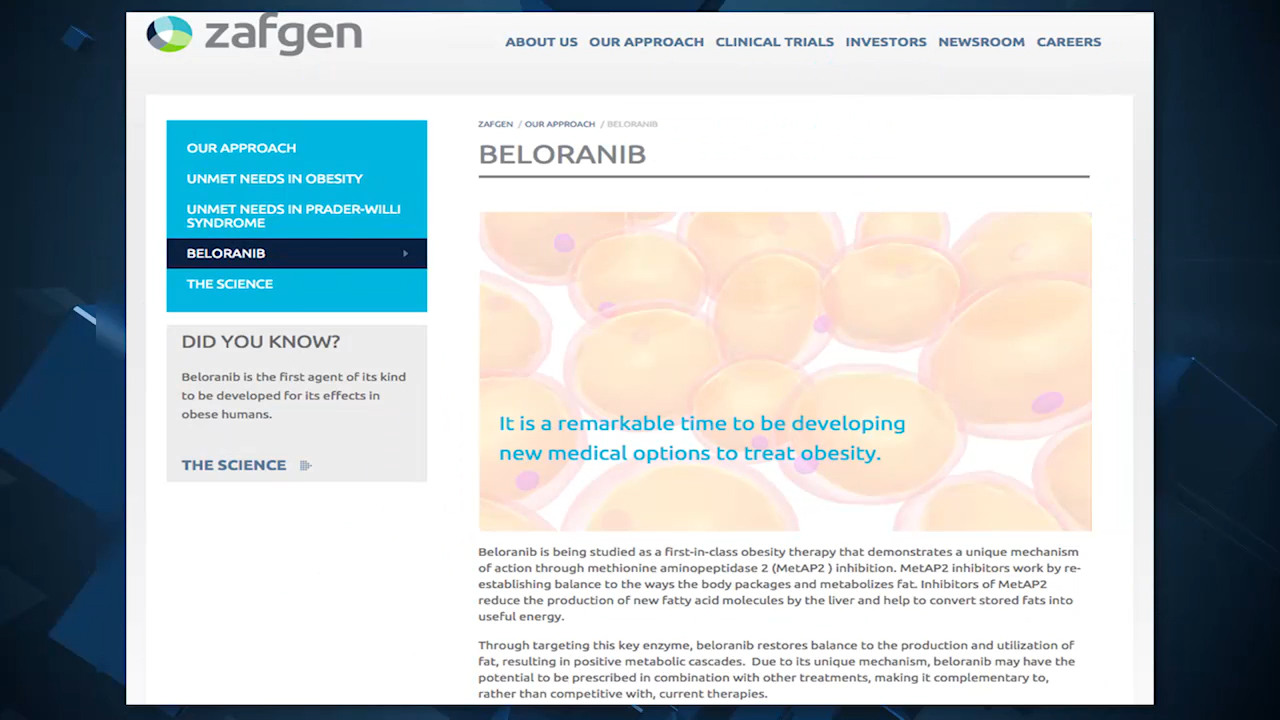 zafgen
ABOUT US OUR APPROACH CLINICAL TRIALS INVESTORS NEWSROOM CAREERS
OUR APPROACH
UNMET NEEDS IN OBESITY
UNMET NEEDS IN PRADER-WILLI
SYNDROME
BELORANIB
THE SCIENCE
DID YOU KNOW?
Beloranib is the first agent of its kind
to be developed for its effects in
obese humans.
THE SCIENCE
ZAFGEN / OUR APPROACH / BELORANIB
BELORANIB
It is a remarkable time to be developing
new medical options to treat obesity.
Beloranib is being studied as a first-in-class obesity therapy that demonstrates a unique mechanism
of action through methionine aminopeptidase 2 (MetAP2 ) inhibition. MetAP2 inhibitors work by re-
establishing balance to the ways the body packages and metabolizes fat. Inhibitors of MetAP2
reduce the production of new fatty acid molecules by the liver and help to convert stored fats into
useful energy.
Through targeting this key enzyme, beloranib restores balance to the production and utilization of
fat, resulting in positive metabolic cascades. Due to its unique mechanism, beloranib may have the
potential to be prescribed in combination with other treatments, making it complementary to,
rather than competitive with, current therapies.